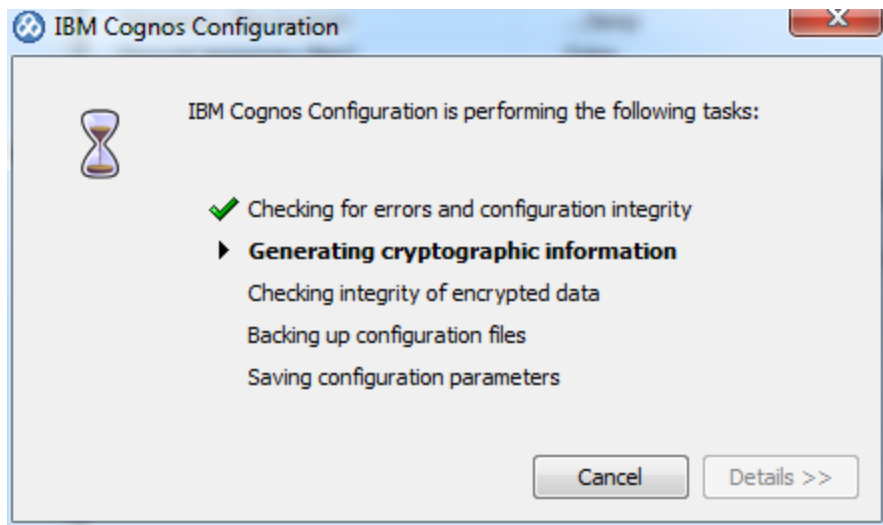 IBM Cognos Configuration
IBM Cognos Configuration is performing the following tasks:
Checking for errors and configuration integrity
Generating cryptographic information
Checking integrity of encrypted data
Backing up configuration files
Saving configuration parameters
Cancel
Details >>